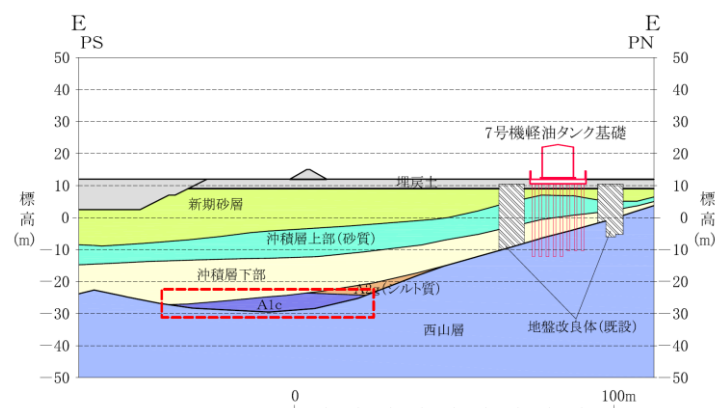 E E
PS PN
50 50
40 40
30 30
7号機軽油タンク基礎
20 20
10 埋戻土 10
標高(m) 新期砂層 標高(m)
0 0
沖積層上部(砂質)
-10 -10
沖積層下部
-20 -20
(シルト質)
A1c
-30 -30
西山層 地盤改良体(既設)
-40 -40
-50 -50
0 100m